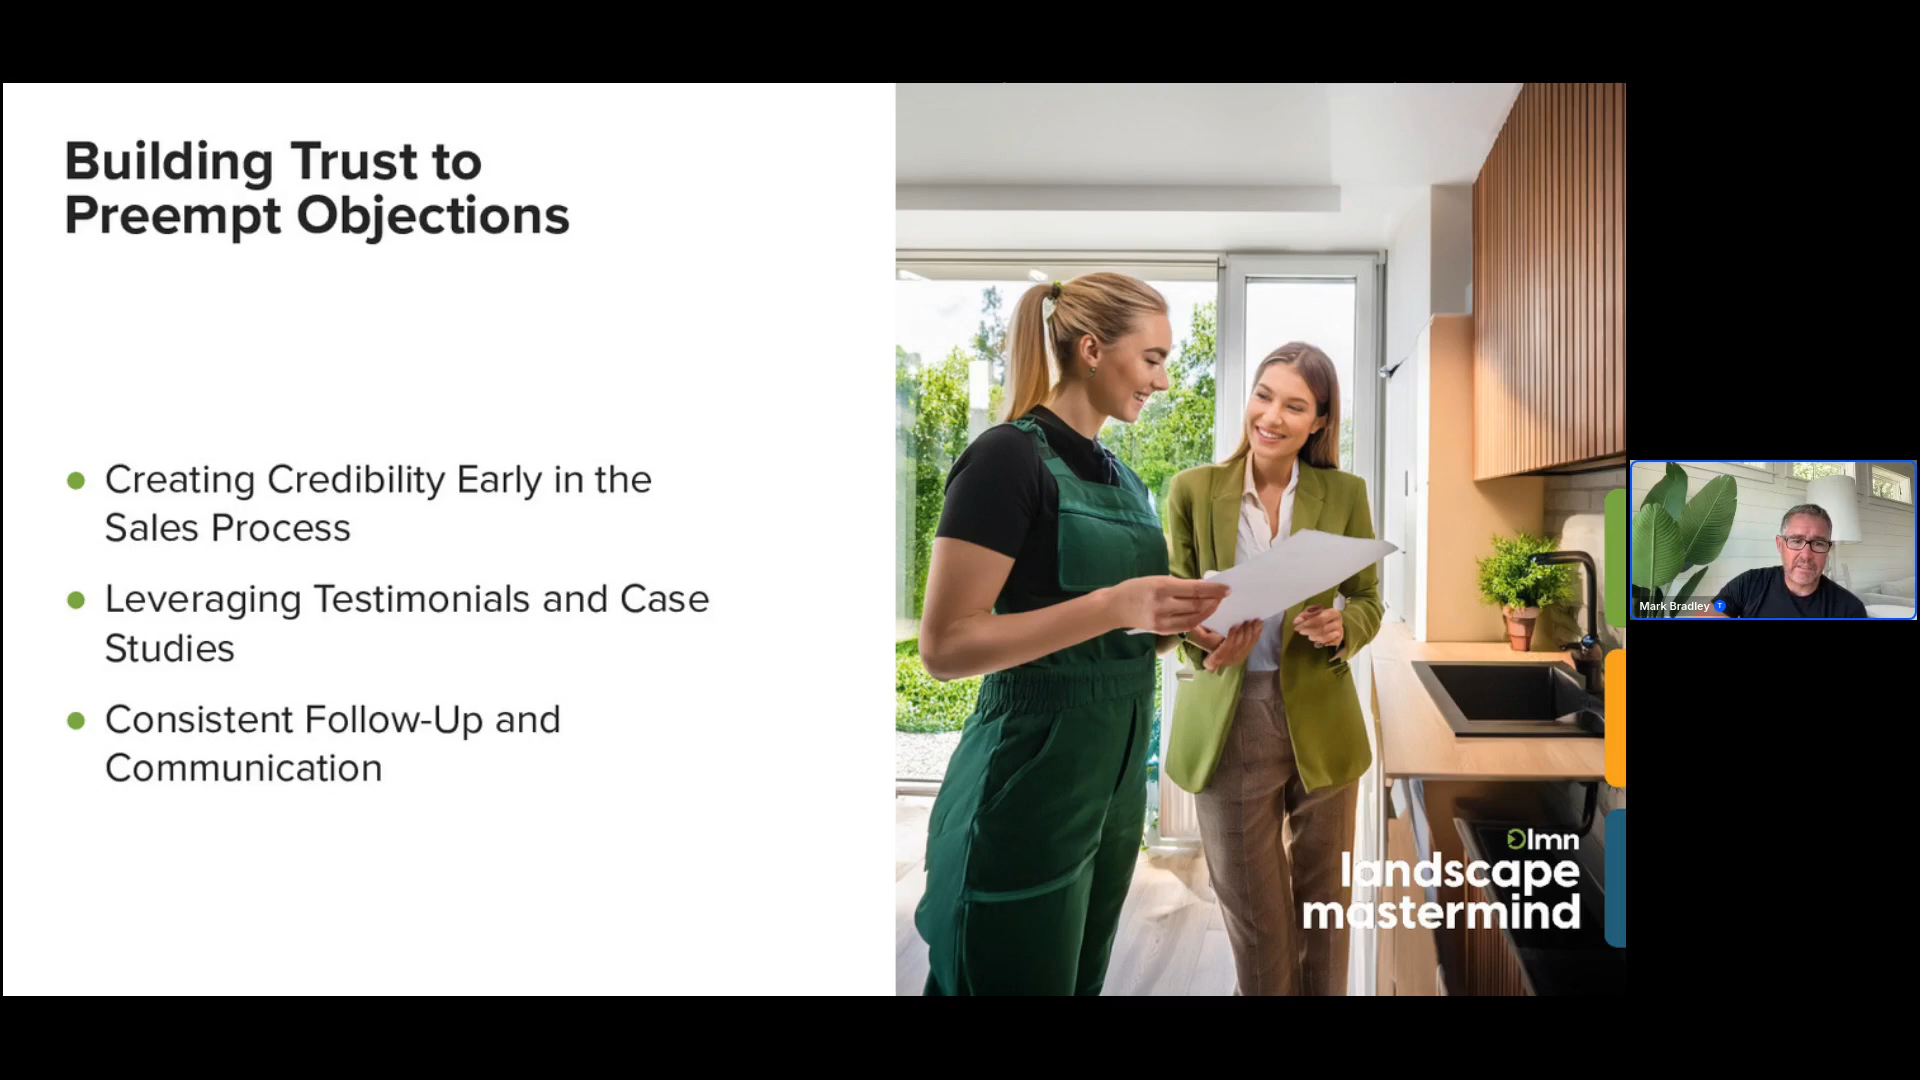 Building Trust to
Preempt Objections
Creating Credibility Early in the
Sales Process
Leveraging Testimonials and Case
Studies
Consistent Follow-Up and
Communication
lmn
landscape
mastermind
Mark Bradley
T